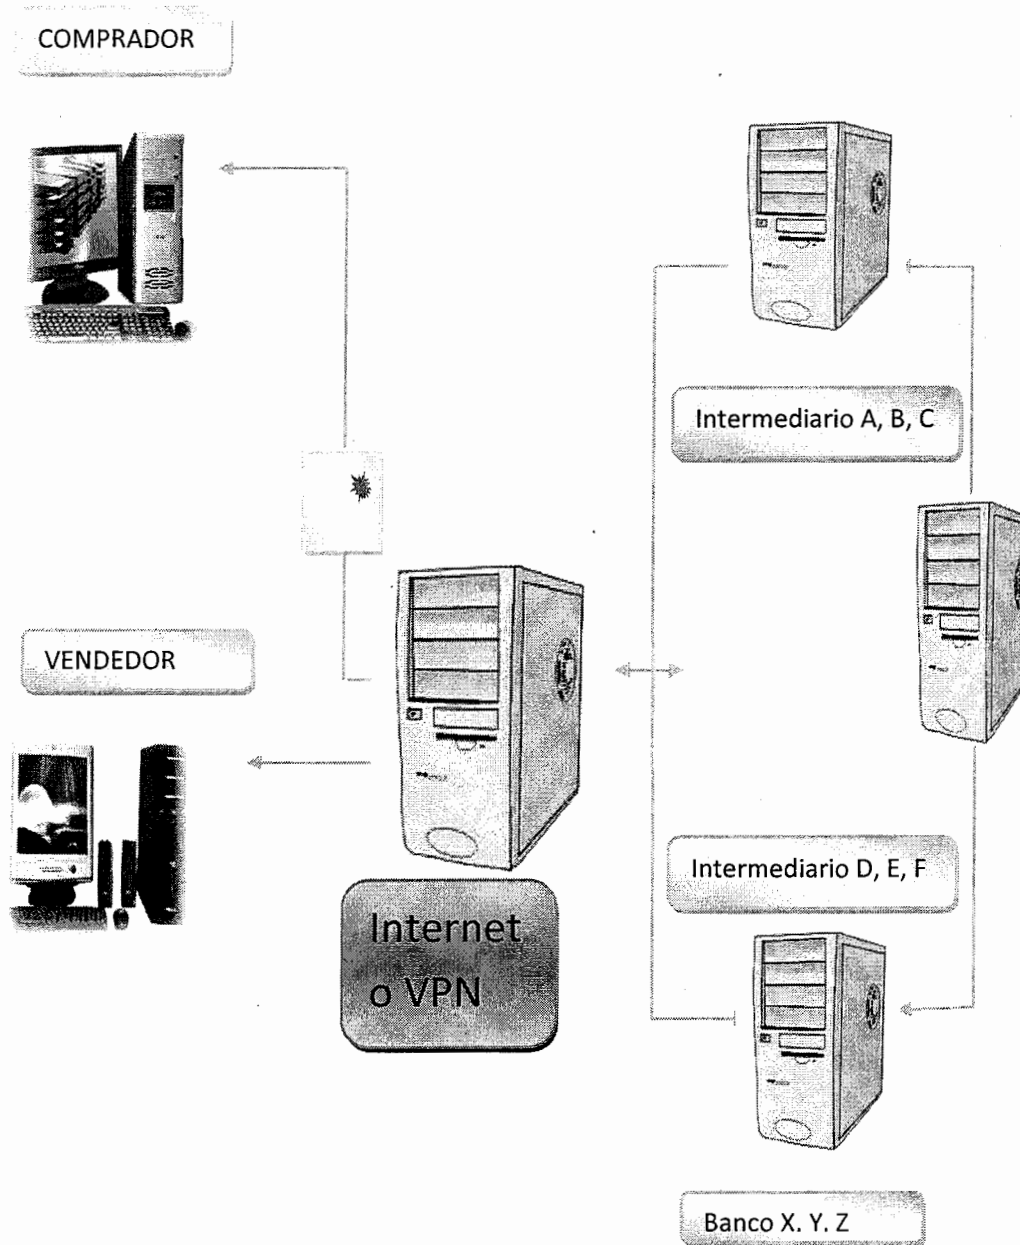 COMPRADOR
Intermediario A, B, C
VENDEDOR
Intermediario D, E, F
Internet
o VPN
Banco X. Y. Z